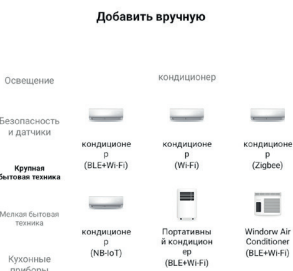 Добавить вручную
Освещение
кондиционер
Безопасность
и датчики
Крупная
бытовая техника
Мелкая бытовая
техника
Кухонные
приборы
кондиционе
р
(BLE+Wi-Fi)
кондиционе
р
(Wi-Fi)
кондиционе
р
(Zigbee)
кондиционе
р
(NB-IoT)
Портативны
й кондицион
ер
(BLE+Wi-Fi)
Windorw Air
Conditioner
(BLE+Wi-Fi)